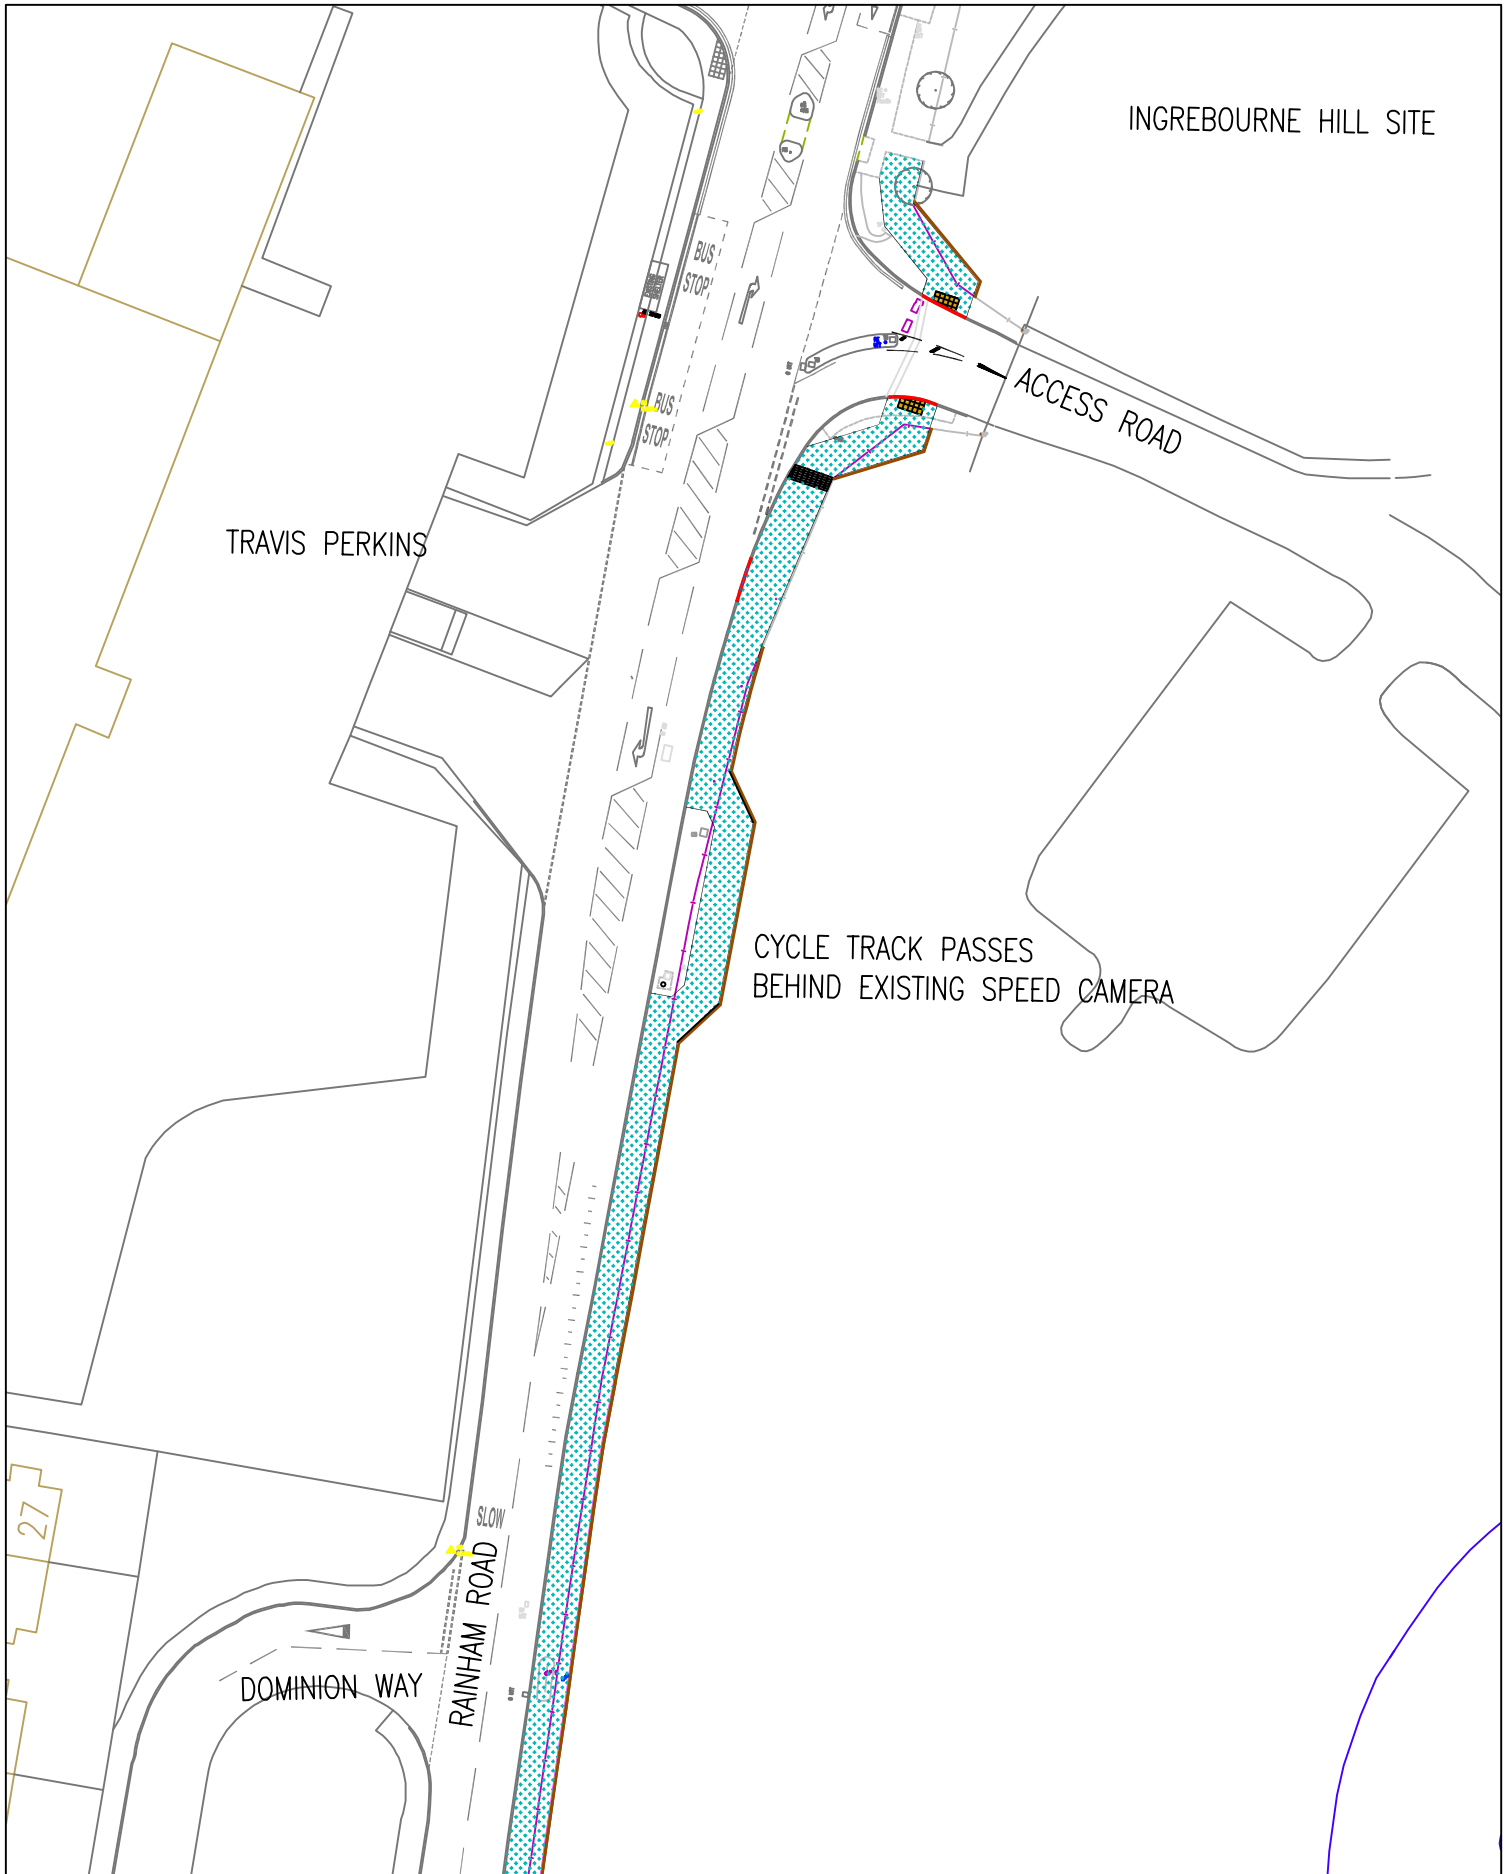 INGREBOURNE HILL SITE
BUS
STOP
BUS
STOP
ACCESS ROAD
TRAVIS PERKINS
CYCLE TRACK PASSES
BEHIND EXISTING SPEED CAMERA
27
SLOW
RAINHAM ROAD
DOMINION WAY